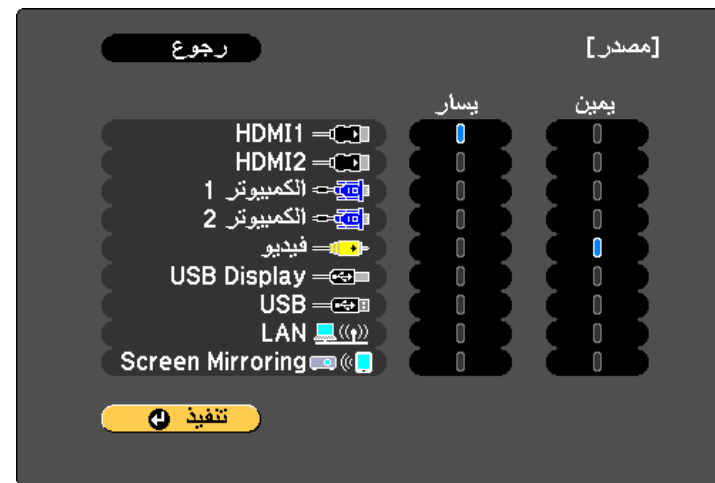 [مصدر]
رجوع
يمين يسار
HDMI1
HDMI2
الكمبيوتر 1
الكمبيوتر 2
فيديو
USB Display
USB
LAN
Screen Mirroring
تنفيذ